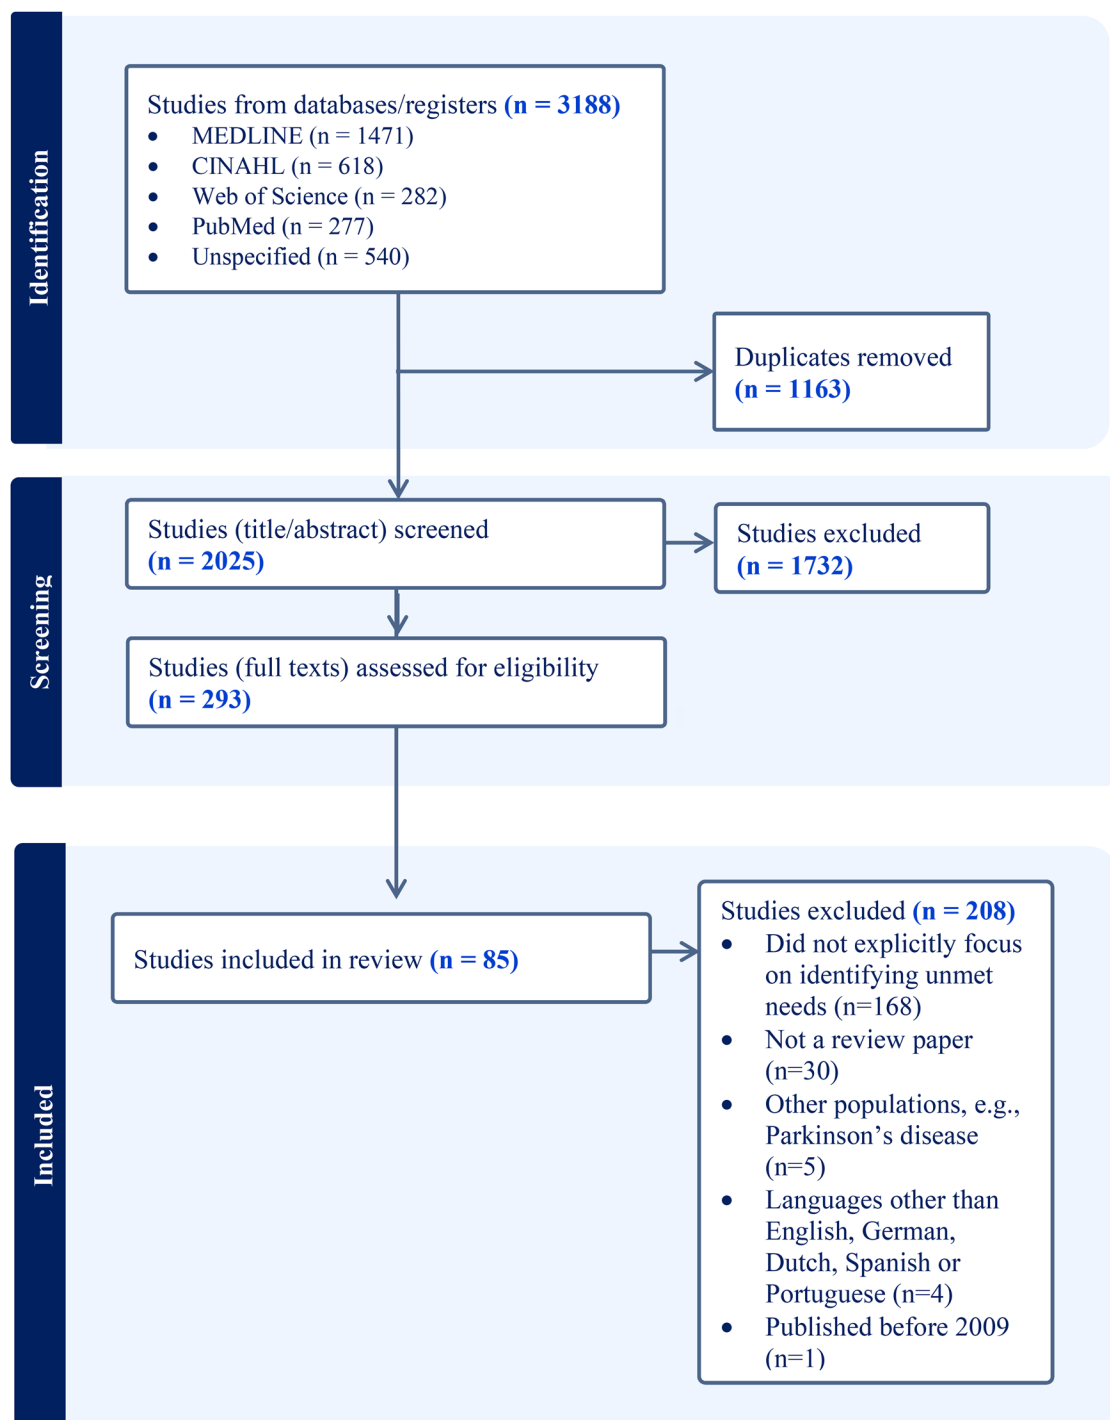 Identification
Studies from databases/registers (n = 3188)
• MEDLINE (n = 1471)
• CINAHL (n = 618)
• Web of Science (n = 282)
• PubMed (n = 277)
• Unspecified (n = 540)
Duplicates removed
(n = 1163)
Screening
Studies (title/abstract) screened
(n = 2025)
Studies excluded
(n = 1732)
Studies (full texts) assessed for eligibility
(n = 293)
Included
Studies included in review (n = 85)
Studies excluded (n = 208)
• Did not explicitly focus
on identifying unmet
needs (n=168)
• Not a review paper
(n=30)
• Other populations, e.g.,
Parkinson’s disease
(n=5)
• Languages other than
English, German,
Dutch, Spanish or
Portuguese (n=4)
• Published before 2009
(n=1)